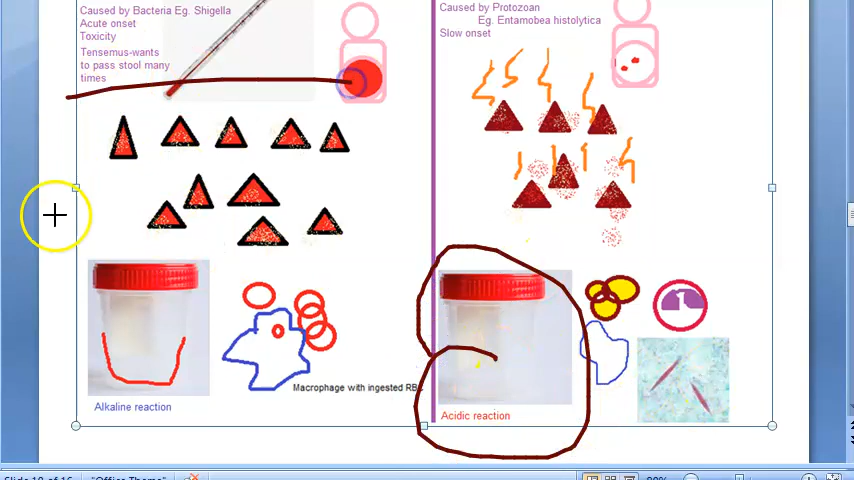 Caused by Bacteria Eg. Shigella
Acute onset
Toxicity
Tensemus-wants
to pass stool many
times
Caused by Protozoan
Eg. Entamobea histolytica
Slow onset
Macrophage with ingested RB
Alkaline reaction
Acidic reaction
"Office Theme"